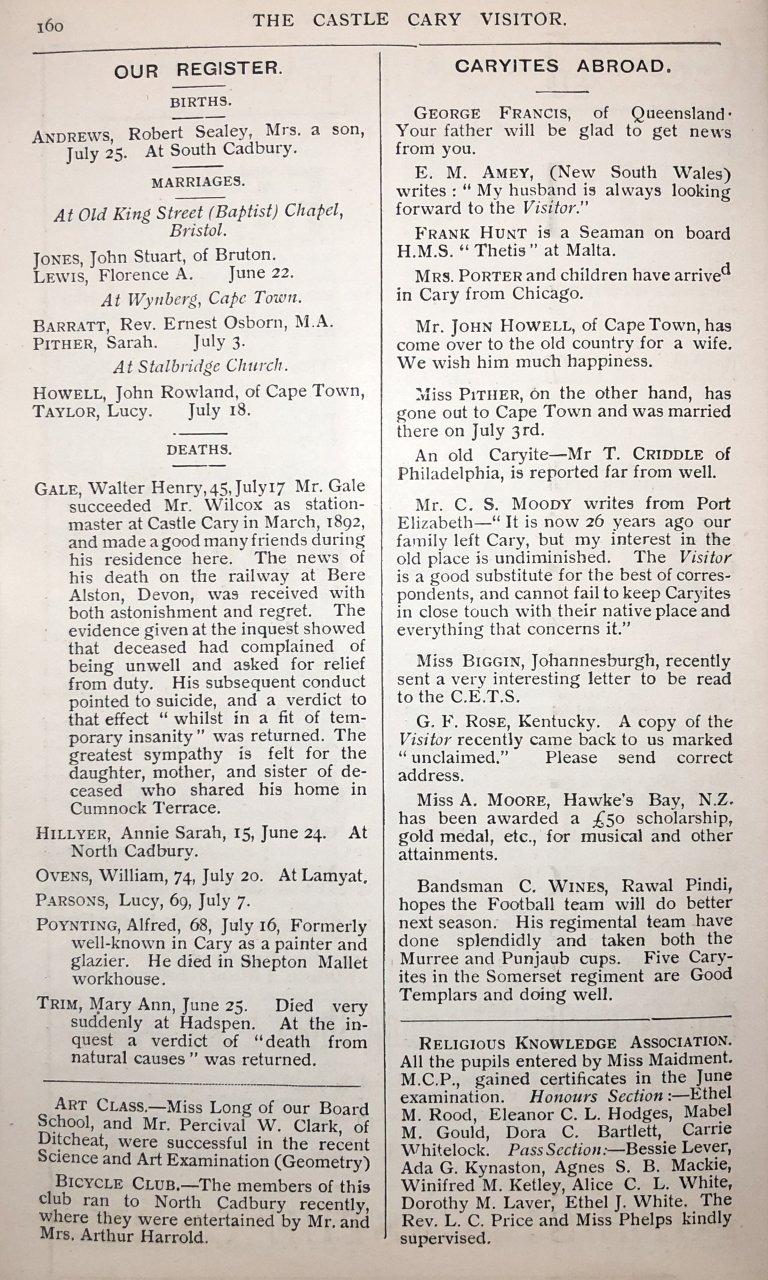 160
THE CASTLE CARY VISITOR.
OUR REGISTER.
BIRTHS.
ANDREWS, Robert Sealey, Mrs. a son,
July 25. At South Cadbury.
MARRIAGES.
At Old King Street (Baptist) Chapel,
Bristol.
JONES, John Stuart, of Bruton.
LEWIS, Florence A. June 22.
At Wynberg, Cape Town.
BARRATT, Rev. Ernest Osborn, M.A.
PITHER, Sarah. July 3.
At Stalbridge Church.
HOWELL, John Rowland, of Cape Town,
TAYLOR, Lucy. July 18.
DEATHS.
GALE, Walter Henry, 45, July 17 Mr. Gale
succeeded Mr. Wilcox as station-
master at Castle Cary in March, 1892,
and made a good many friends during
his residence here. The news of
his death on the railway at Bere
Alston, Devon, was received with
both astonishment and regret. The
evidence given at the inquest showed
that deceased had complained of
being unwell and asked for relief
from duty. His subsequent conduct
pointed to suicide, and a verdict to
that effect " whilst in a fit of tem-
porary insanity " was returned. The
greatest sympathy is felt for the
daughter, mother, and sister of de-
ceased who shared his home in
Cumnock Terrace.
HILLYER, Annie Sarah, 15, June 24. At
North Cadbury.
OVENS, William, 74, July 20. At Lamyat.
PARSONS, Lucy, 69, July 7.
POYNTING, Alfred, 68, July 16, Formerly
well-known in Cary as a painter and
glazier. He died in Shepton Mallet
workhouse.
TRIM, Mary Ann, June 25. Died very
suddenly at Hadspen. At the in-
quest a verdict of "death from
natural causes " was returned.
ART CLASS.—Miss Long of our Board
School, and Mr. Percival W. Clark, of
Ditcheat, were successful in the recent
Science and Art Examination (Geometry)
BICYCLE CLUB.—The members of this
club ran to North Cadbury recently,
where they were entertained by Mr. and
Mrs. Arthur Harrold.
CARYITES ABROAD.
GEORGE FRANCIS, of Queensland·
Your father will be glad to get news
from you.
E. M. AMEY, (New South Wales)
writes : " My husband is always looking
forward to the Visitor."
FRANK HUNT is a Seaman on board
H.M.S. " Thetis " at Malta.
MRS. PORTER and children have arrived
in Cary from Chicago.
Mr. JOHN HOWELL, of Cape Town, has
come over to the old country for a wife.
We wish him much happiness.
Miss PITHER, on the other hand, has
gone out to Cape Town and was married
there on July 3rd.
An old Caryite—Mr T. CRIDDLE of
Philadelphia, is reported far from well.
Mr. C. S. MOODY writes from Port
Elizabeth—" It is now 26 years ago our
family left Cary, but my interest in the
old place is undiminished. The Visitor
is a good substitute for the best of corres-
pondents, and cannot fail to keep Caryites
in close touch with their native place and
everything that concerns it."
Miss BIGGIN, Johannesburgh, recently
sent a very interesting letter to be read
to the C.E.T.S.
G. F. ROSE, Kentucky. A copy of the
Visitor recently came back to us marked
" unclaimed." Please send correct
address.
Miss A. MOORE, Hawke's Bay, N.Z.
has been awarded a £50 scholarship,
gold medal, etc., for musical and other
attainments.
Bandsman C. WINES, Rawal Pindi,
hopes the Football team will do better
next season. His regimental team have
done splendidly and taken both the
Murree and Punjaub cups. Five Cary-
ites in the Somerset regiment are Good
Templars and doing well.
RELIGIOUS KNOWLEDGE ASSOCIATION.
All the pupils entered by Miss Maidment.
M.C.P., gained certificates in the June
examination. Honours Section :—Ethel
M. Rood, Eleanor C. L. Hodges, Mabel
M. Gould, Dora C. Bartlett, Carrie
Whitelock. Pass Section:—Bessie Lever,
Ada G. Kynaston, Agnes S. B. Mackie,
Winifred M. Ketley, Alice C. L. White,
Dorothy M. Laver, Ethel J. White. The
Rev. L. C. Price and Miss Phelps kindly
supervised.